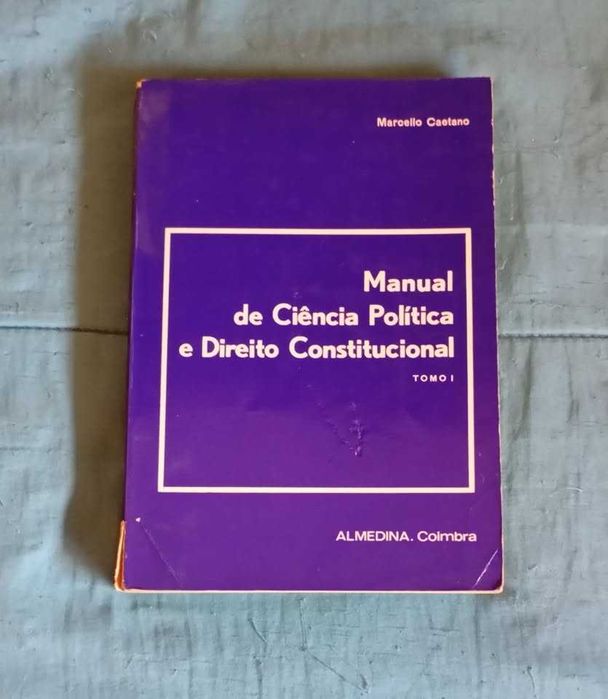 Marcello Caetano
Manual
de Ciência Política
e Direito Constitucional
TOMO I
ALMEDINA. Coimbra